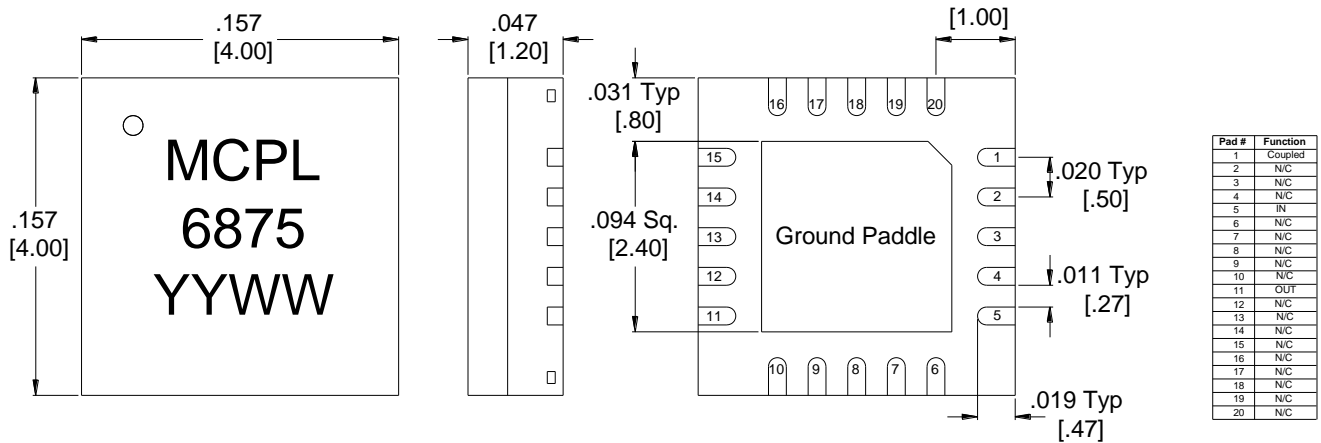 .157
[4.00]
.157
[4.00]
MCPL
6875
YYWW
.047
[1.20]
[1.00]
.031 Typ
[.80]
.094 Sq.
[2.40]
16 17 18 19 20
15
14
13
12
11
Ground Paddle
1
2
3
4
5
10 9 8 7 6
.020 Typ
[.50]
.011 Typ
[.27]
.019 Typ
[.47]
Pad # Function
1 Coupled
2 N/C
3 N/C
4 N/C
5 IN
6 N/C
7 N/C
8 N/C
9 N/C
10 N/C
11 OUT
12 N/C
13 N/C
14 N/C
15 N/C
16 N/C
17 N/C
18 N/C
19 N/C
20 N/C